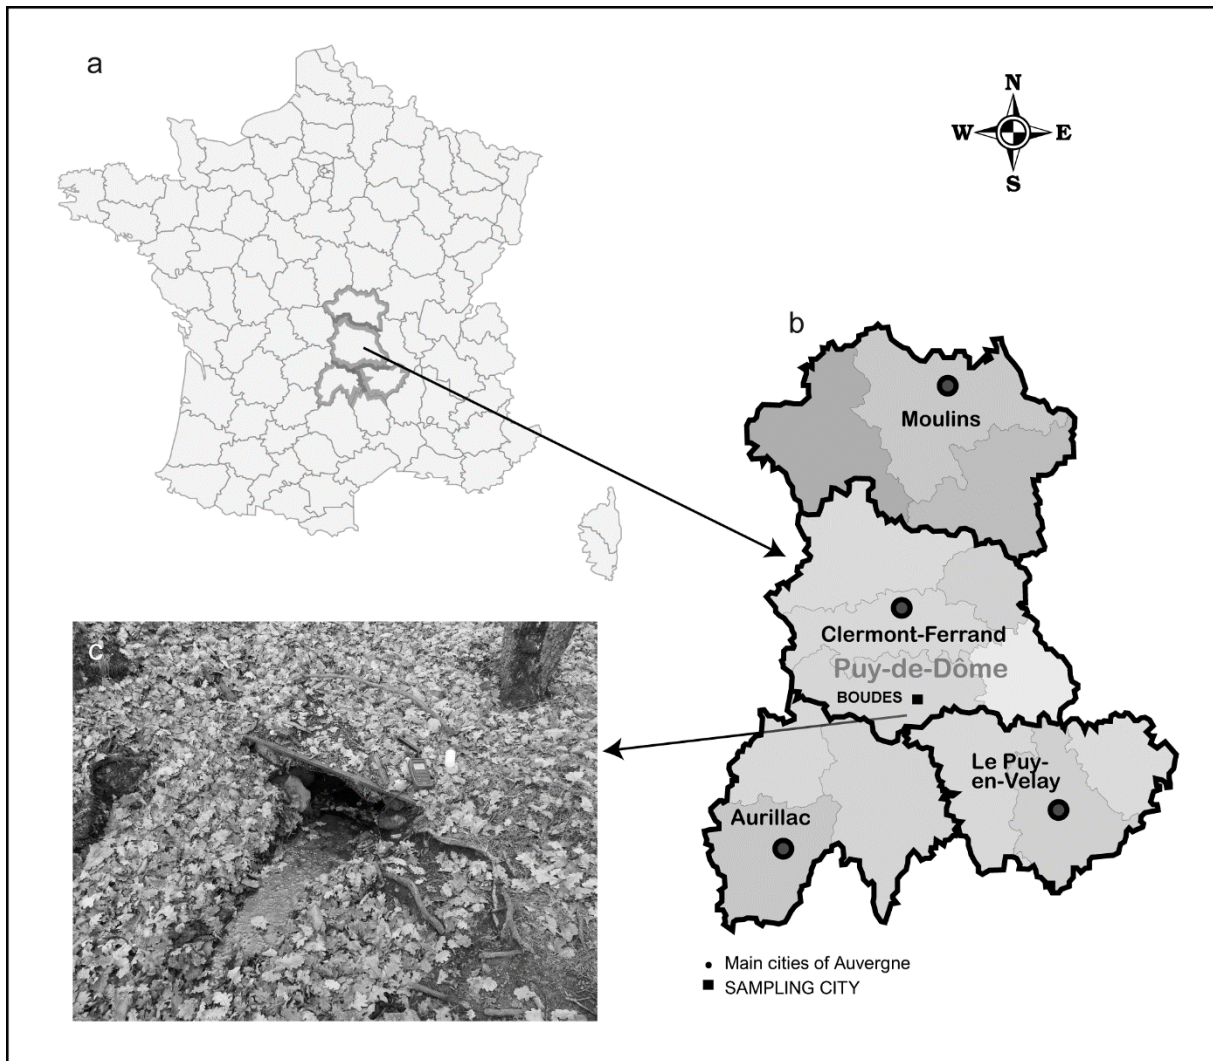 a
N
W E
S
b
Moulins
Clermont-Ferrand
Puy-de-Dôme
BOUDES
c
Le Puy-
en-Velay
Aurillac
Main cities of Auvergne
SAMPLING CITY